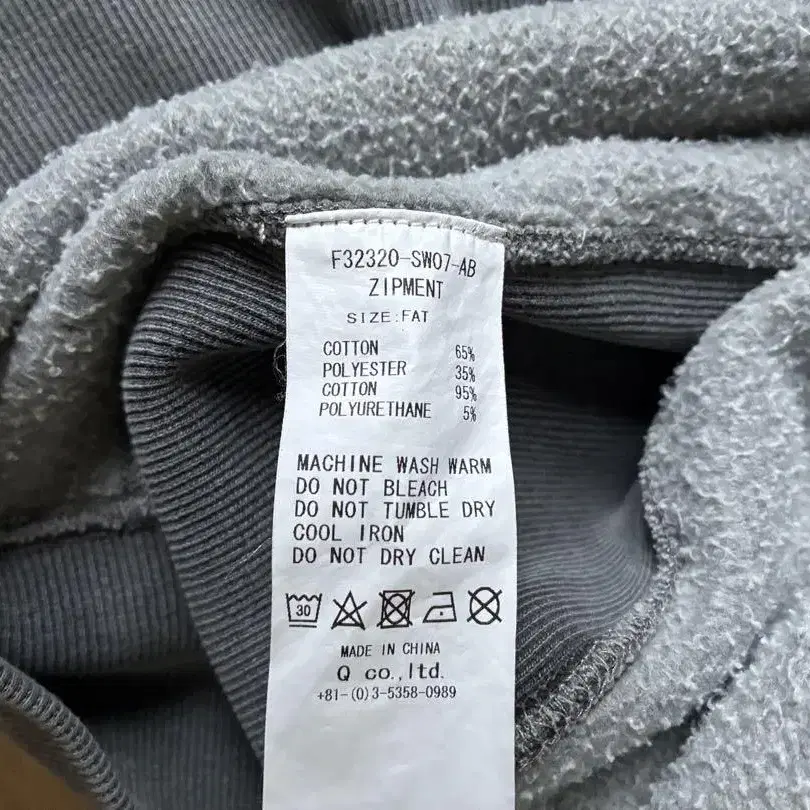 F32320-SW07-AB
ZIPMENT
SIZE:FAT
COTTON 65%
POLYESTER 35%
COTTON 95%
POLYURETHANE 5%
MACHINE WASH WARM
DO NOT BLEACH
DO NOT TUMBLE DRY
COOL IRON
DO NOT DRY CLEAN
30
MADE IN CHINA
Q co.,ltd.
+81-(0)3-5358-0989